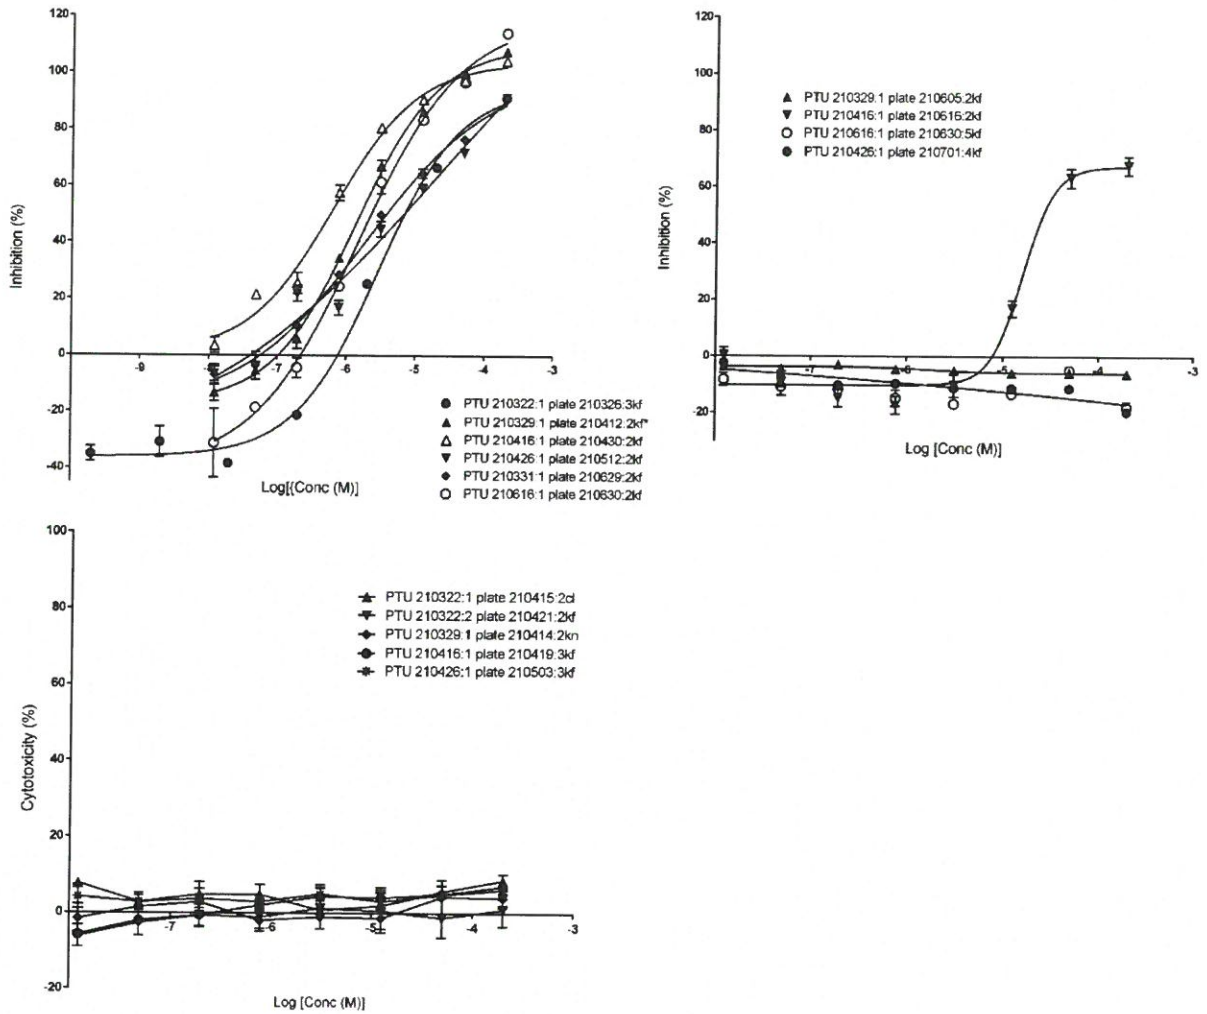 120
100
80
60
40
20
0
-20
-40
-9
-8
-7
-6
-5
-4
-3
Inhibition (%)
Log[(Conc (M)]
PTU 210322:1 plate 210326:3kf
PTU 210329:1 plate 210412:2kf*
PTU 210416:1 plate 210430:2kf
PTU 210426:1 plate 210512:2kf
PTU 210331:1 plate 210629:2kf
PTU 210616:1 plate 210630:2kf
120
100
80
60
40
20
0
-20
-7
-6
-5
-4
-3
Inhibition (%)
Log [Conc (M)]
PTU 210329:1 plate 210605:2kf
PTU 210416:1 plate 210616:2kf
PTU 210616:1 plate 210630:5kf
PTU 210426:1 plate 210701:4kf
100
80
60
40
20
0
-20
-7
-6
-5
-4
-3
Cytotoxicity (%)
Log [Conc (M)]
PTU 210322:1 plate 210415:2cl
PTU 210322:2 plate 210421:2kf
PTU 210329:1 plate 210414:2kn
PTU 210416:1 plate 210419:3kf
PTU 210426:1 plate 210503:3kf